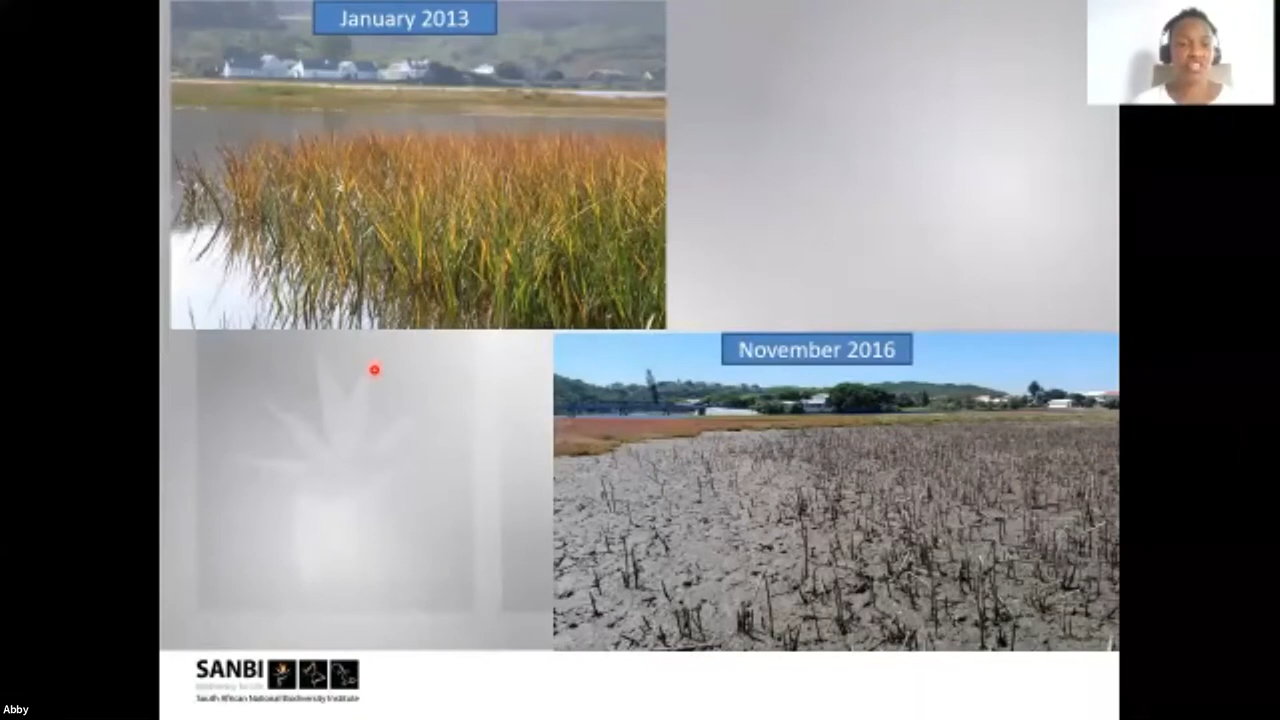 January 2013
November 2016
SANBI
South African National Biodiversity Institute
Abby